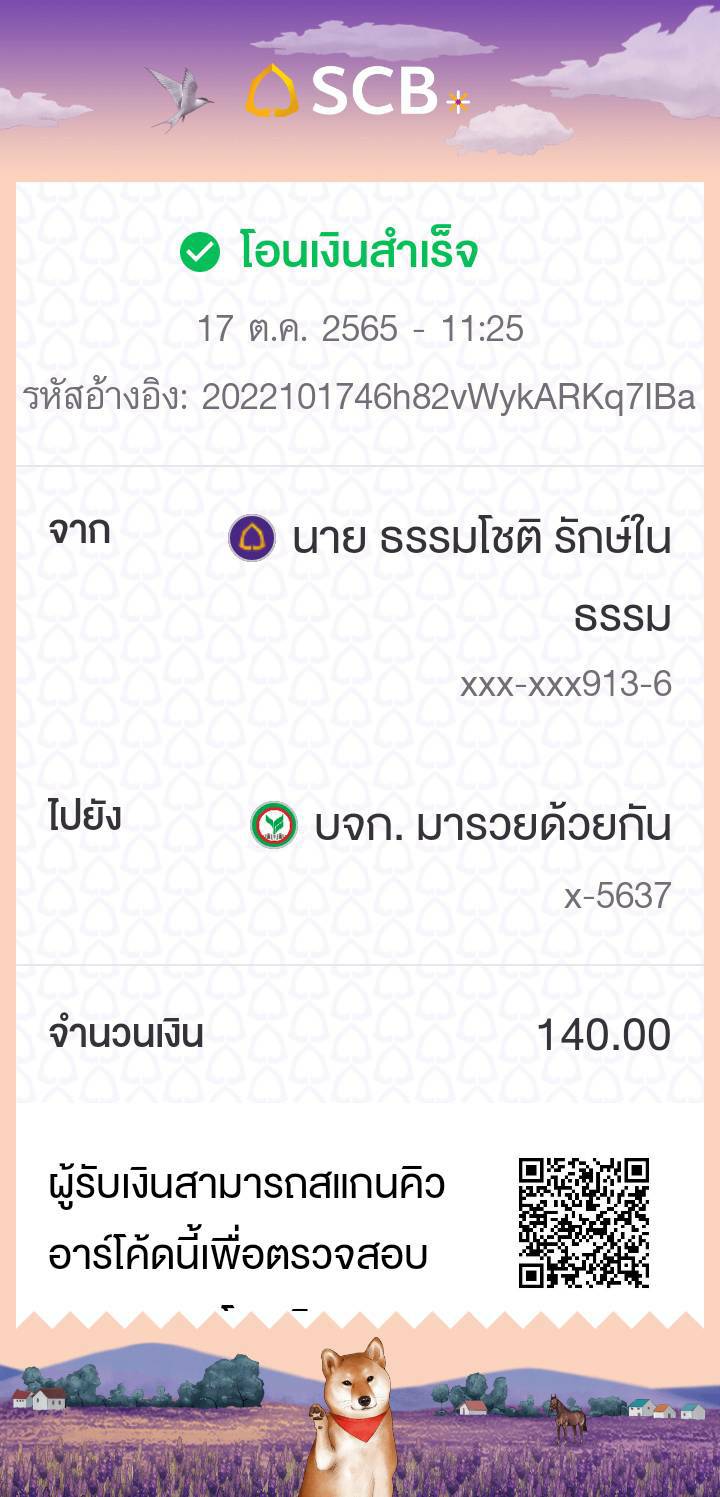 SCB
โอนเงินสำเร็จ
17 ต.ค. 2565 - 11:25
รหัสอ้างอิง: 2022101746h82vWykARKq7IBa
จาก
นาย ธรรมโชติ รักษ์ใน
ธรรม
xxx-xxx913-6
ไปยัง
บจก. มารวยด้วยกัน
x-5637
จำนวนเงิน
140.00
ผู้รับเงินสามารถสแกนคิว
อาร์โค้ดนี้เพื่อตรวจสอบ